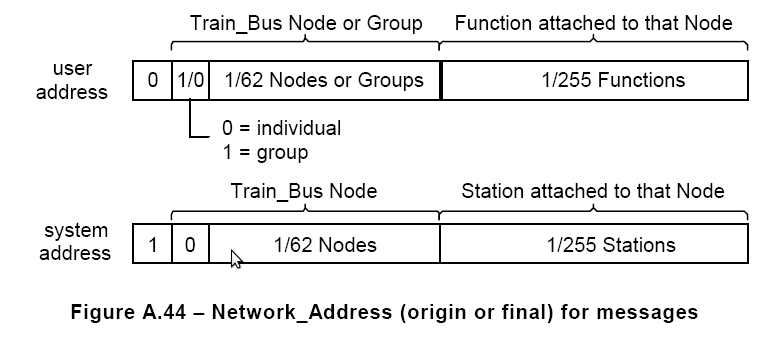 Train_Bus Node or Group Function attached to that Node
user address 0 1/0 1/62 Nodes or Groups 1/255 Functions
0 = individual
1 = group
Train_Bus Node Station attached to that Node
system address 1 0 1/62 Nodes 1/255 Stations
Figure A.44 – Network_Address (origin or final) for messages